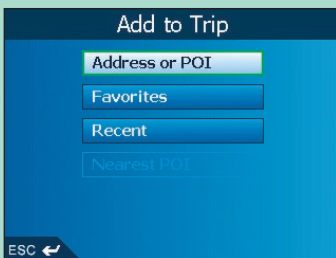 Add to Trip
Address or POI
Favorites
Recent
Nearest POI
ESC